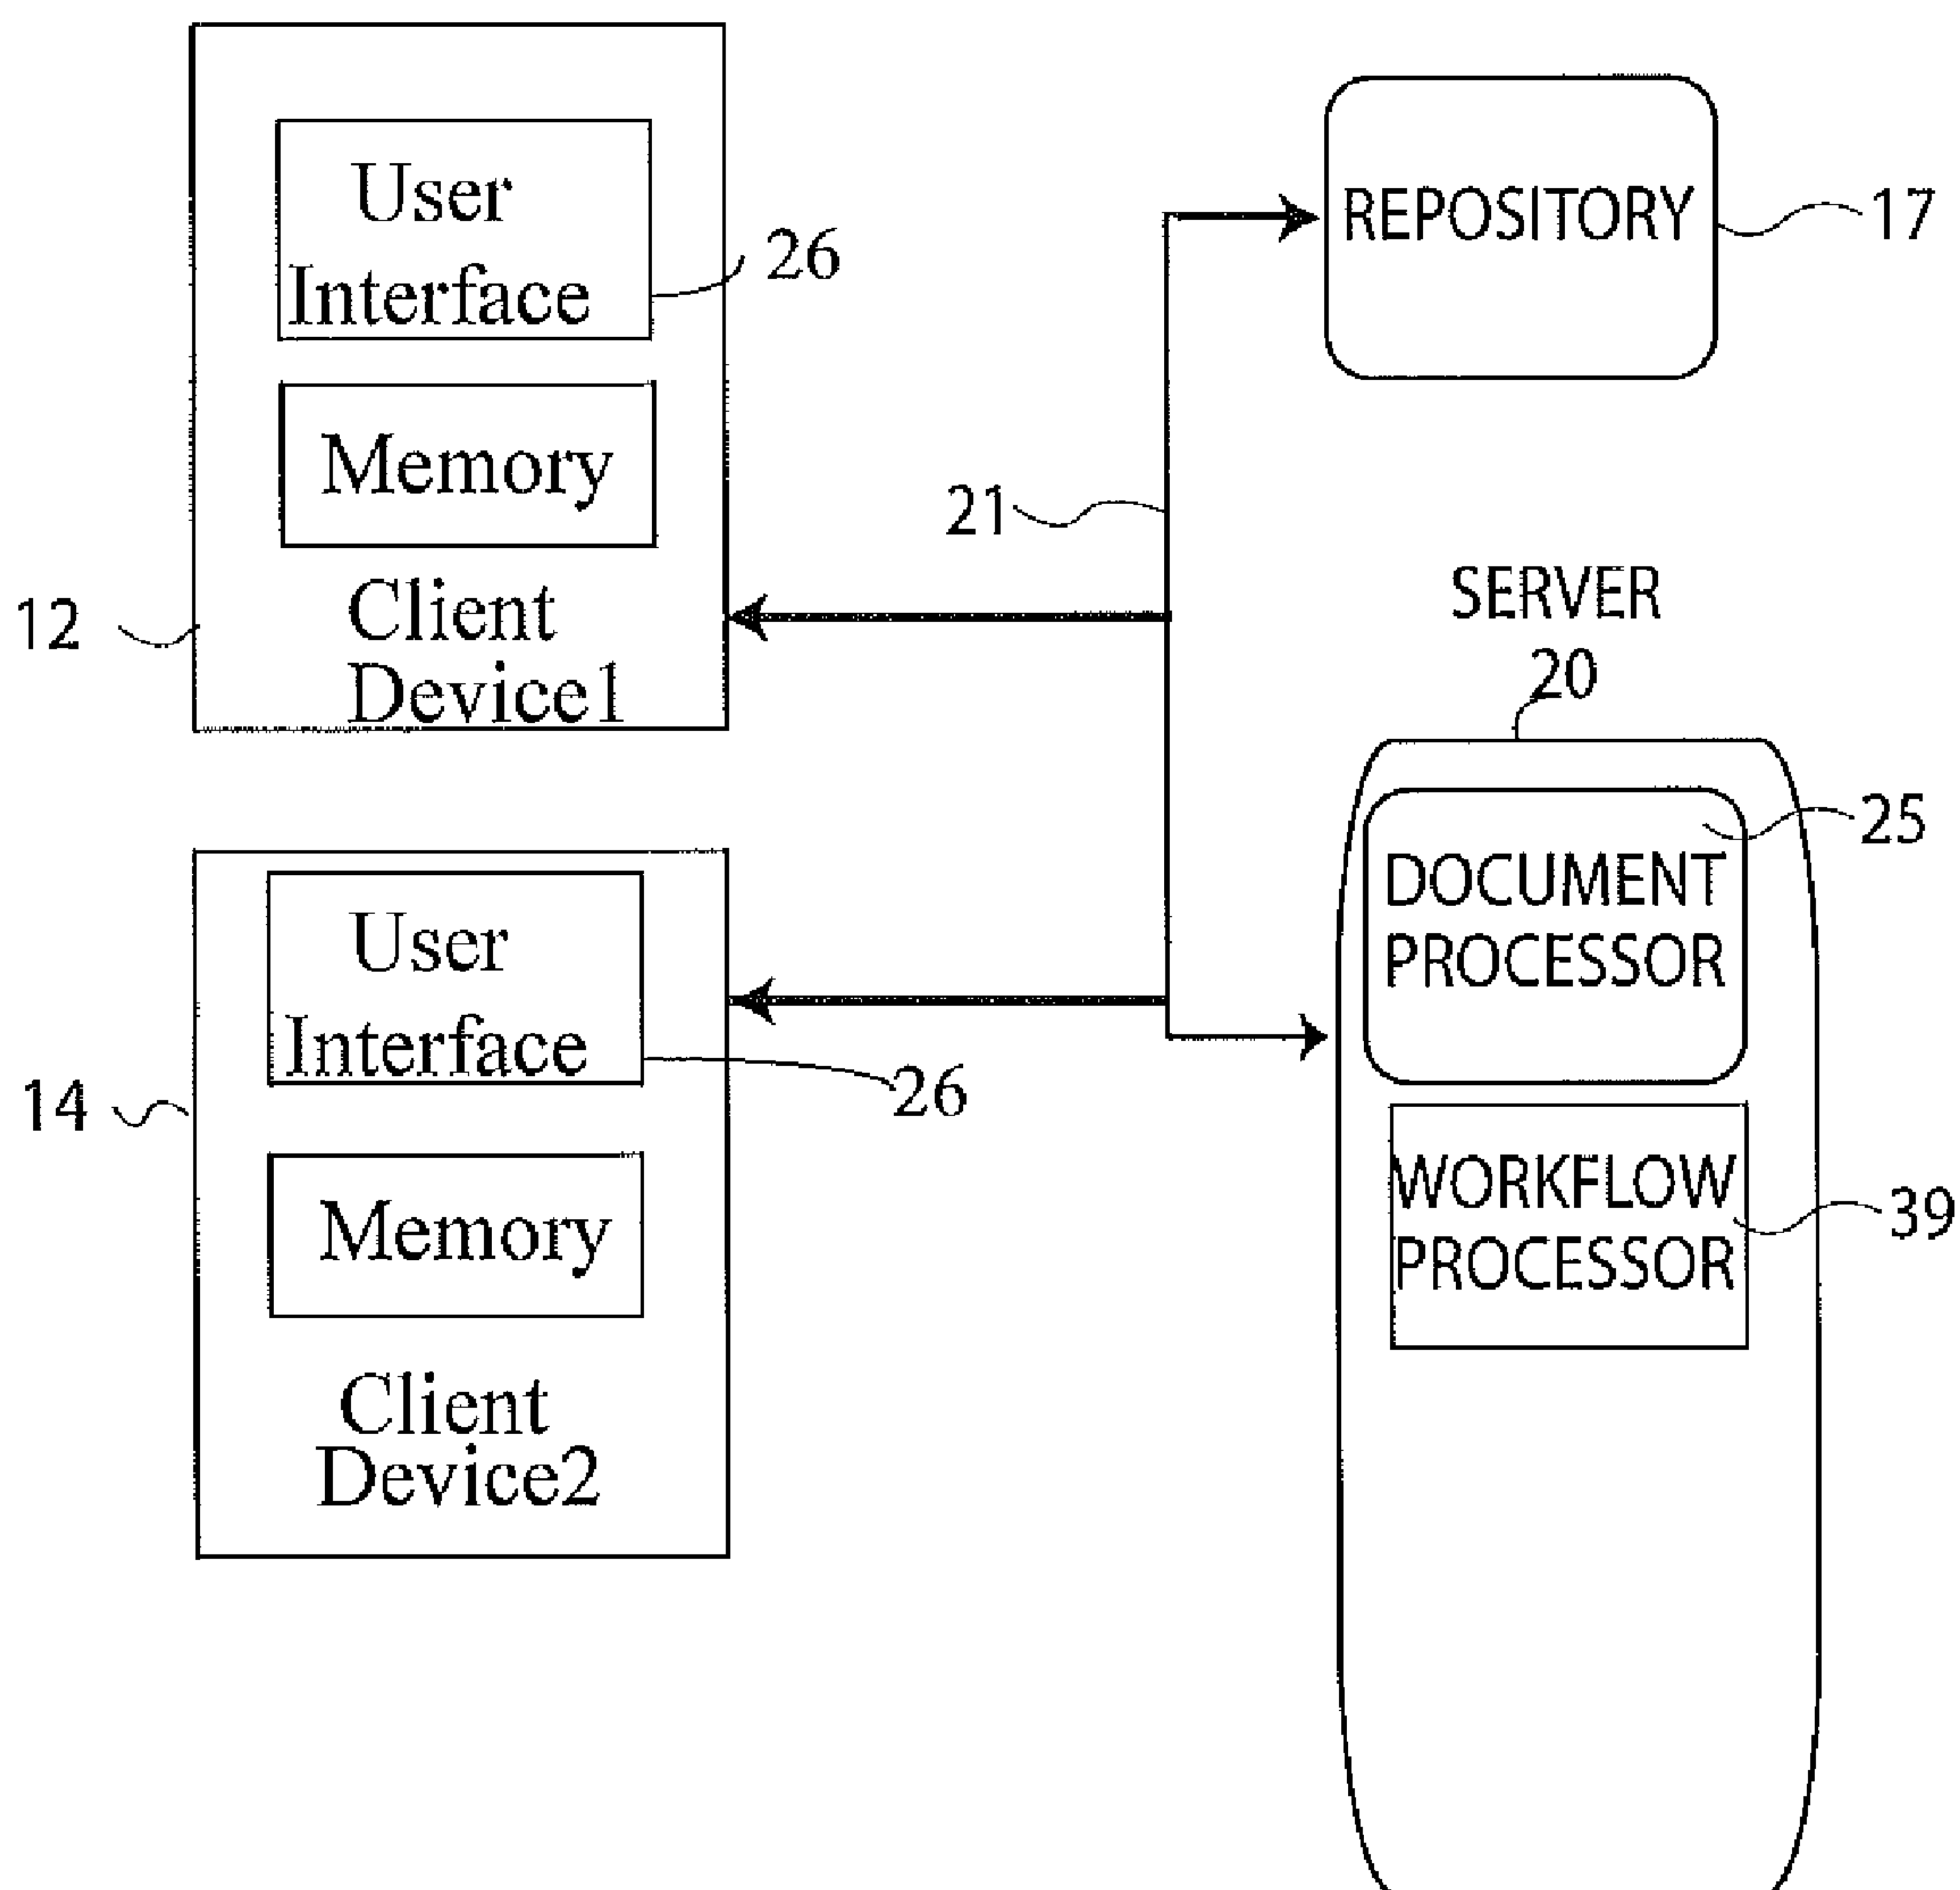 User
Interface
26
Memory
12
Client
Device1
REPOSITORY
17
21
SERVER
20
User
Interface
26
14
Memory
Client
Device2
DOCUMENT
PROCESSOR
25
WORKFLOW
PROCESSOR
39